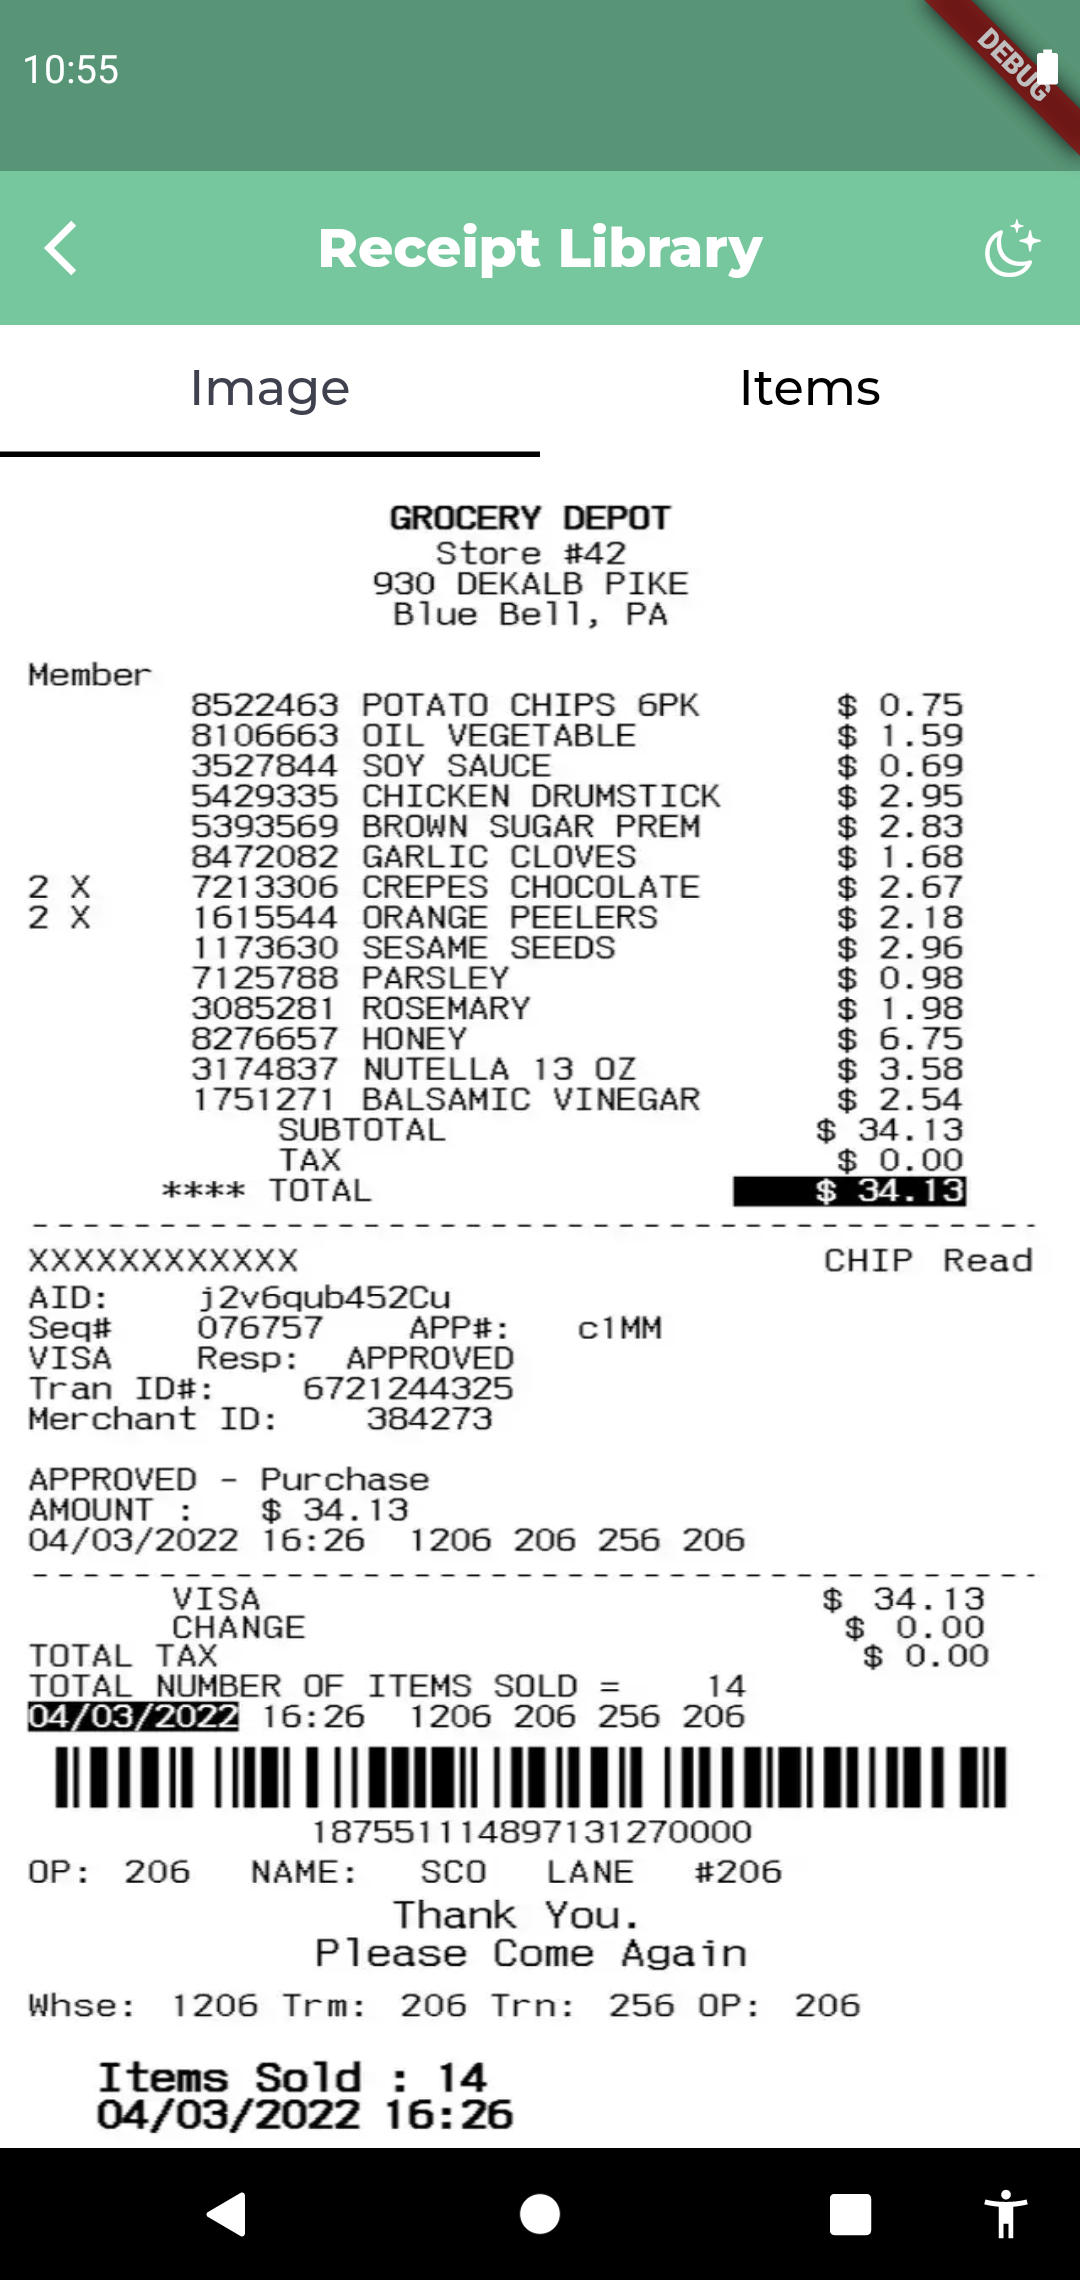 10:55
DEBUG
Receipt Library
Image Items
GROCERY DEPOT
Store #42
930 DEKALB PIKE
Blue Bell, PA
Member
8522463 POTATO CHIPS 6PK $ 0.75
8106663 OIL VEGETABLE $ 1.59
3527844 SOY SAUCE $ 0.69
5429335 CHICKEN DRUMSTICK $ 2.95
5393569 BROWN SUGAR PREM $ 2.83
8472082 GARLIC CLOVES $ 1.68
2 X 7213306 CREPES CHOCOLATE $ 2.67
2 X 1615544 ORANGE PEELERS $ 2.18
1173630 SESAME SEEDS $ 2.96
7125788 PARSLEY $ 0.98
3085281 ROSEMARY $ 1.98
8276657 HONEY $ 6.75
3174837 NUTELLA 13 OZ $ 3.58
1751271 BALSAMIC VINEGAR $ 2.54
SUBTOTAL $ 34.13
TAX $ 0.00
**** TOTAL $ 34.13
XXXXXXXXXXXXX CHIP Read
AID: j2v6qub452Cu
Seq# 076757 APP#: c1MM
VISA Resp: APPROVED
Tran ID#: 6721244325
Merchant ID: 384273
APPROVED - Purchase
AMOUNT : $ 34.13
04/03/2022 16:26 1206 206 256 206
VISA $ 34.13
CHANGE $ 0.00
TOTAL TAX $ 0.00
TOTAL NUMBER OF ITEMS SOLD = 14
04/03/2022 16:26 1206 206 256 206
187551114897131270000
OP: 206 NAME: SCO LANE #206
Thank You.
Please Come Again
Whse: 1206 Trm: 206 Trn: 256 OP: 206
Items Sold : 14
04/03/2022 16:26